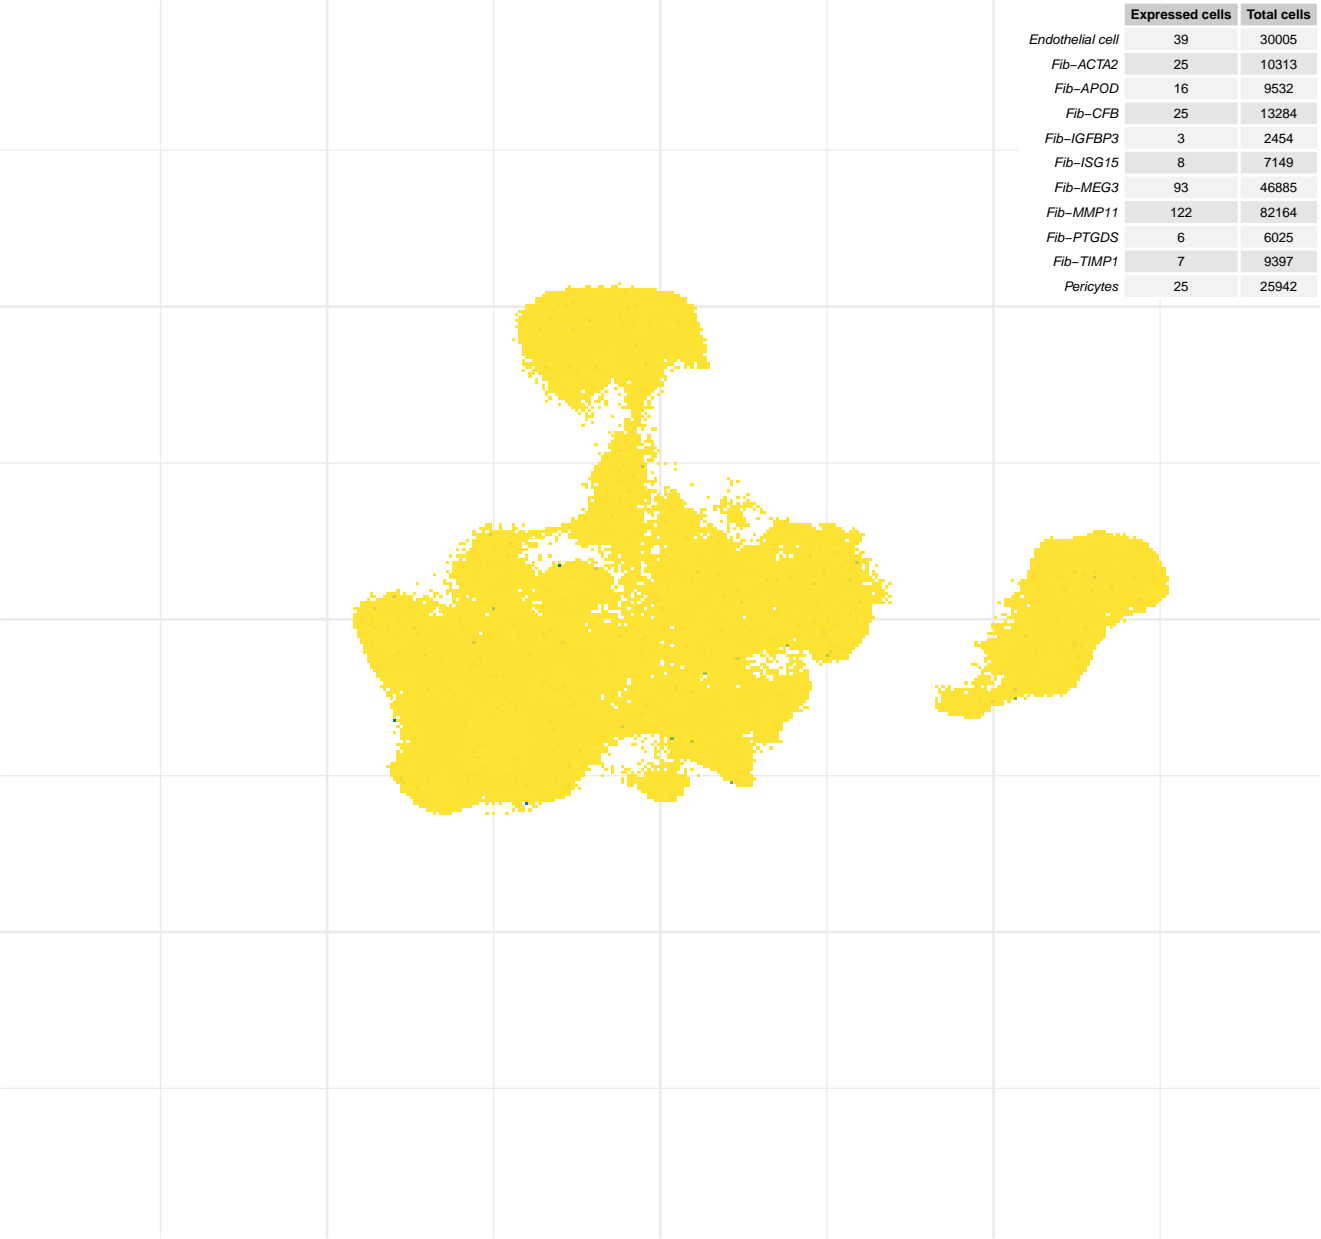 Expressed cells Total cells
Endothelial cell 39 30005
Fib−ACTA2 25 10313
Fib−APOD 16 9532
Fib−CFB 25 13284
Fib−IGFBP3 3 2454
Fib−ISG15 8 7149
Fib−MEG3 93 46885
Fib−MMP11 122 82164
Fib−PTGDS 6 6025
Fib−TIMP1 7 9397
Pericytes 25 25942